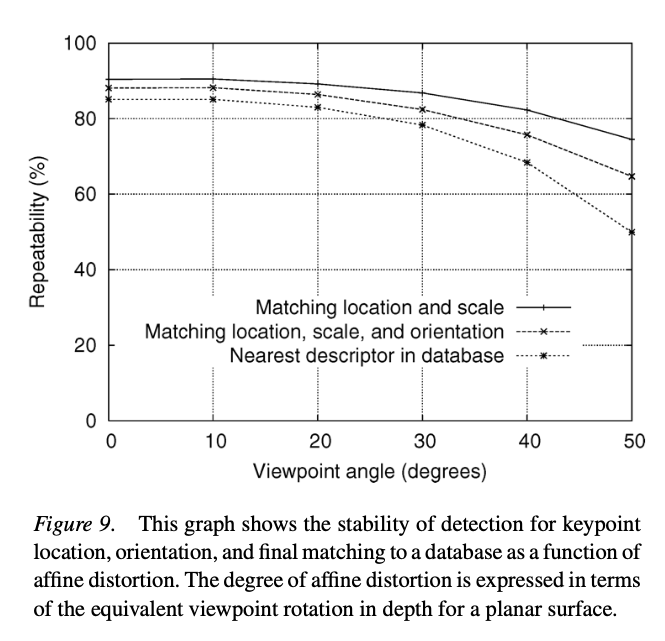 100
80
60
40
20
0
Repeatability (%)
Matching location and scale
Matching location, scale, and orientation
Nearest descriptor in database
0 10 20 30 40 50
Viewpoint angle (degrees)
Figure 9. This graph shows the stability of detection for keypoint
location, orientation, and final matching to a database as a function of
affine distortion. The degree of affine distortion is expressed in terms
of the equivalent viewpoint rotation in depth for a planar surface.